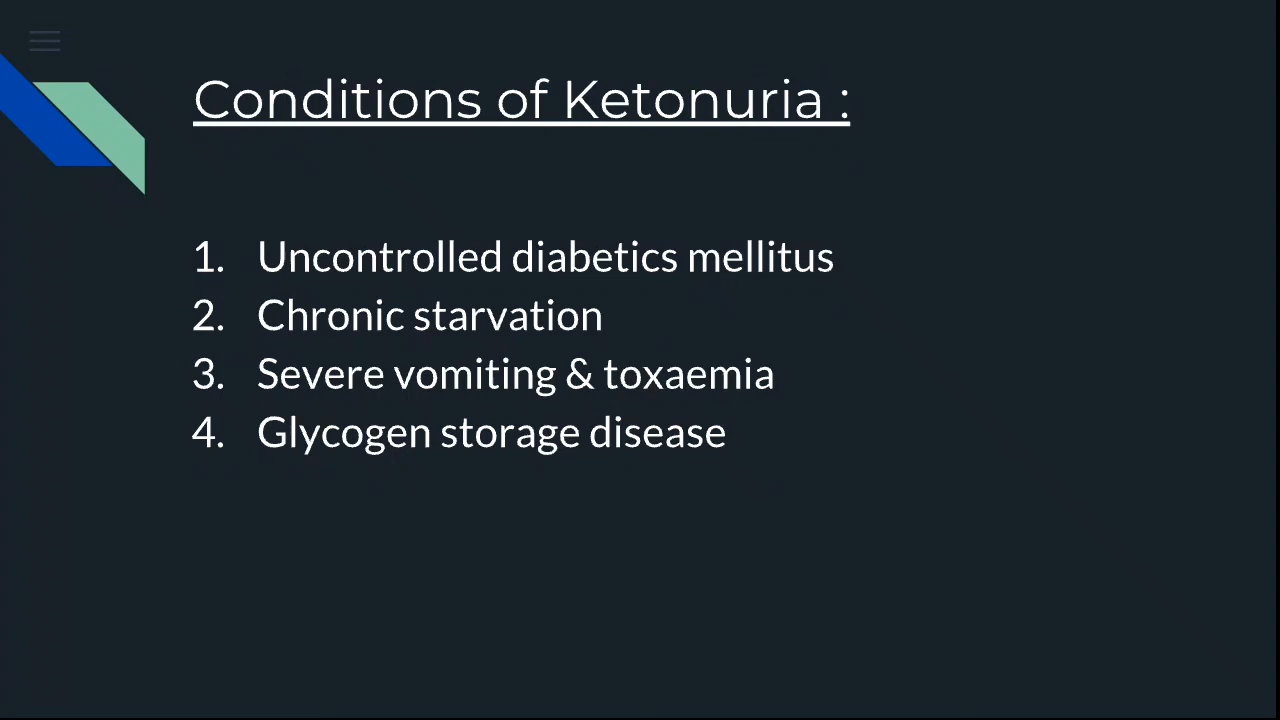 Conditions of Ketonuria :
1. Uncontrolled diabetics mellitus
2. Chronic starvation
3. Severe vomiting & toxaemia
4. Glycogen storage disease